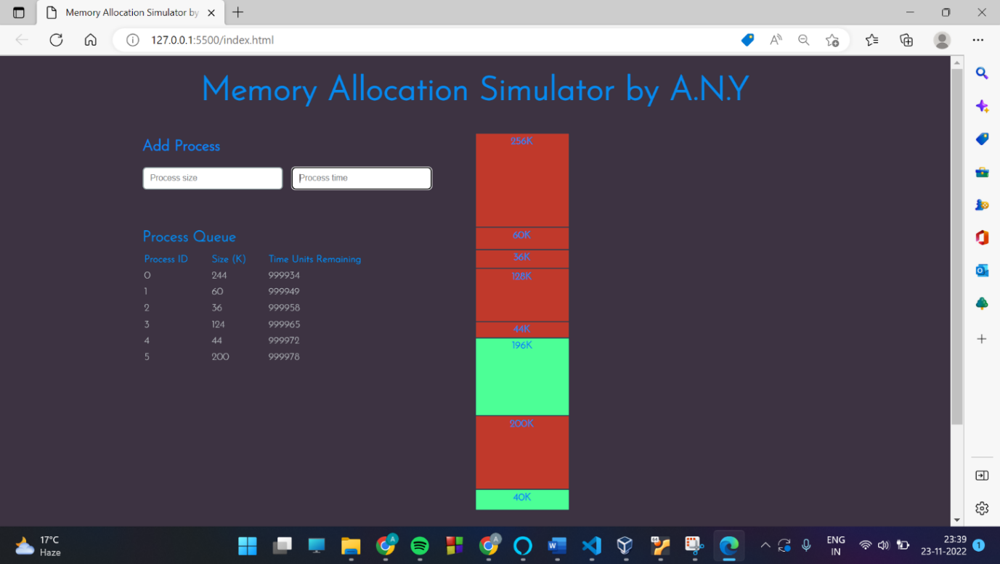 Memory Allocation Simulator by
127.0.0.1:5500/index.html
Memory Allocation Simulator by A.N.Y
Add Process
Process size Process time
Process Queue
Process ID Size (K) Time Units Remaining
0 244 999934
1 60 999949
2 36 999958
3 124 999965
4 44 999972
5 200 999978
256K
60K
36K
128K
44K
196K
200K
40K
17°C
Haze
A
A
W
64
ENG
IN
23:39
23-11-2022
1